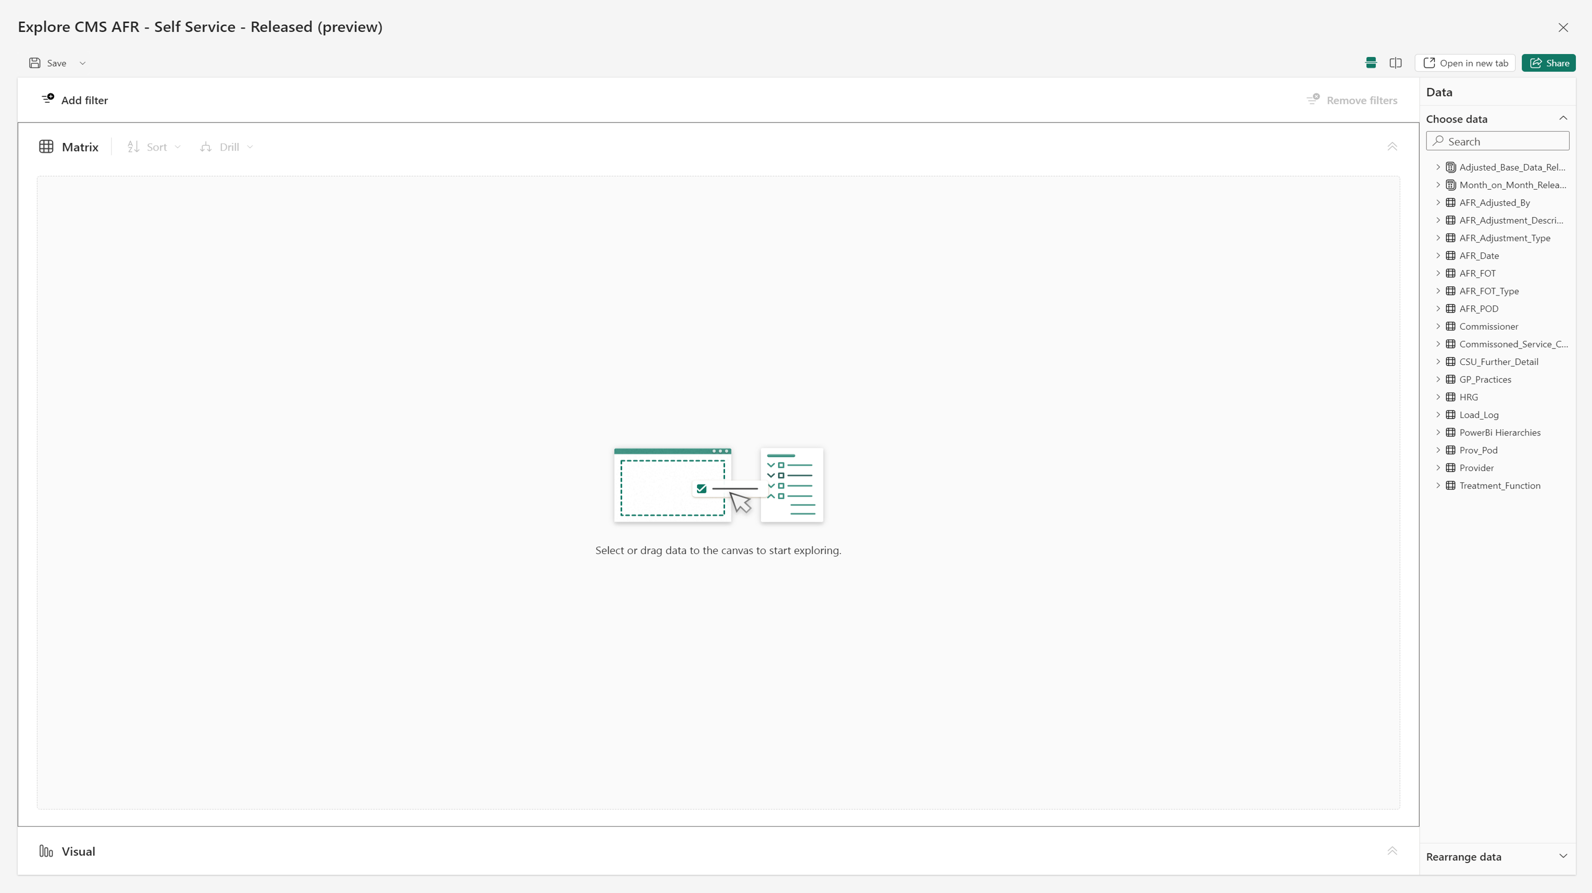 Explore CMS AFR - Self Service - Released (preview)
Save
Open in new tab
Share
Add filter
Remove filters
Matrix
Sort
Drill
Select or drag data to the canvas to start exploring.
Visual
Data
Choose data
Search
Adjusted_Base_Data_Rel...
Month_on_Month_Relea...
AFR_Adjusted_By
AFR_Adjustment_Descri...
AFR_Adjustment_Type
AFR_Date
AFR_FOT
AFR_FOT_Type
AFR_POD
Commissioner
Commissoned_Service_C...
CSU_Further_Detail
GP_Practices
HRG
Load_Log
PowerBi Hierarchies
Prov_Pod
Provider
Treatment_Function
Rearrange data